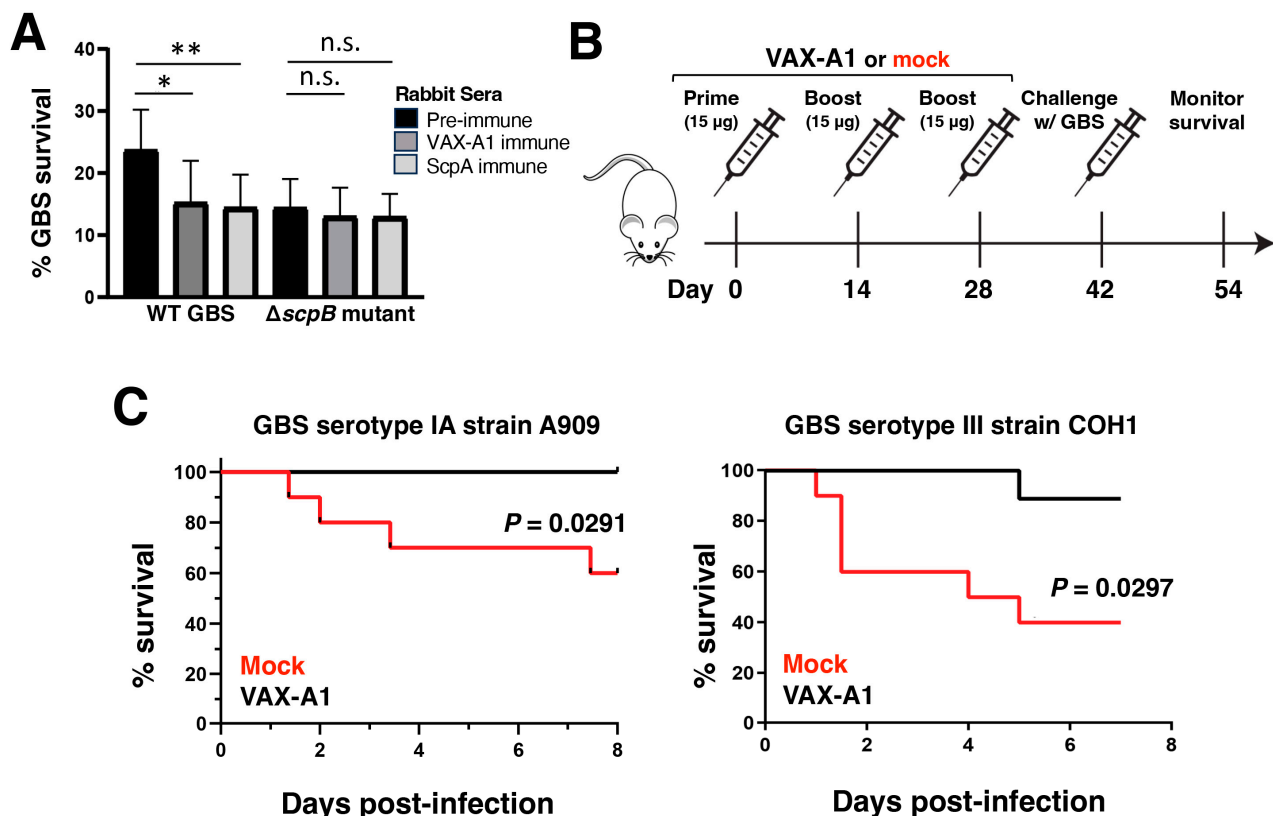 A
40
30
20
10
0
% GBS survival
**
*
n.s.
n.s.
Rabbit Sera
Pre-immune
VAX-A1 immune
ScpA immune
WT GBS
ΔscpB mutant
B
VAX-A1 or mock
Prime
(15 µg)
Boost
(15 µg)
Boost
(15 µg)
Challenge
w/ GBS
Monitor
survival
Day 0 14 28 42 54
C
GBS serotype IA strain A909
100
80
60
40
20
0
% survival
P = 0.0291
Mock
VAX-A1
0 2 4 6 8
Days post-infection
GBS serotype III strain COH1
100
80
60
40
20
0
% survival
P = 0.0297
Mock
VAX-A1
0 2 4 6 8
Days post-infection